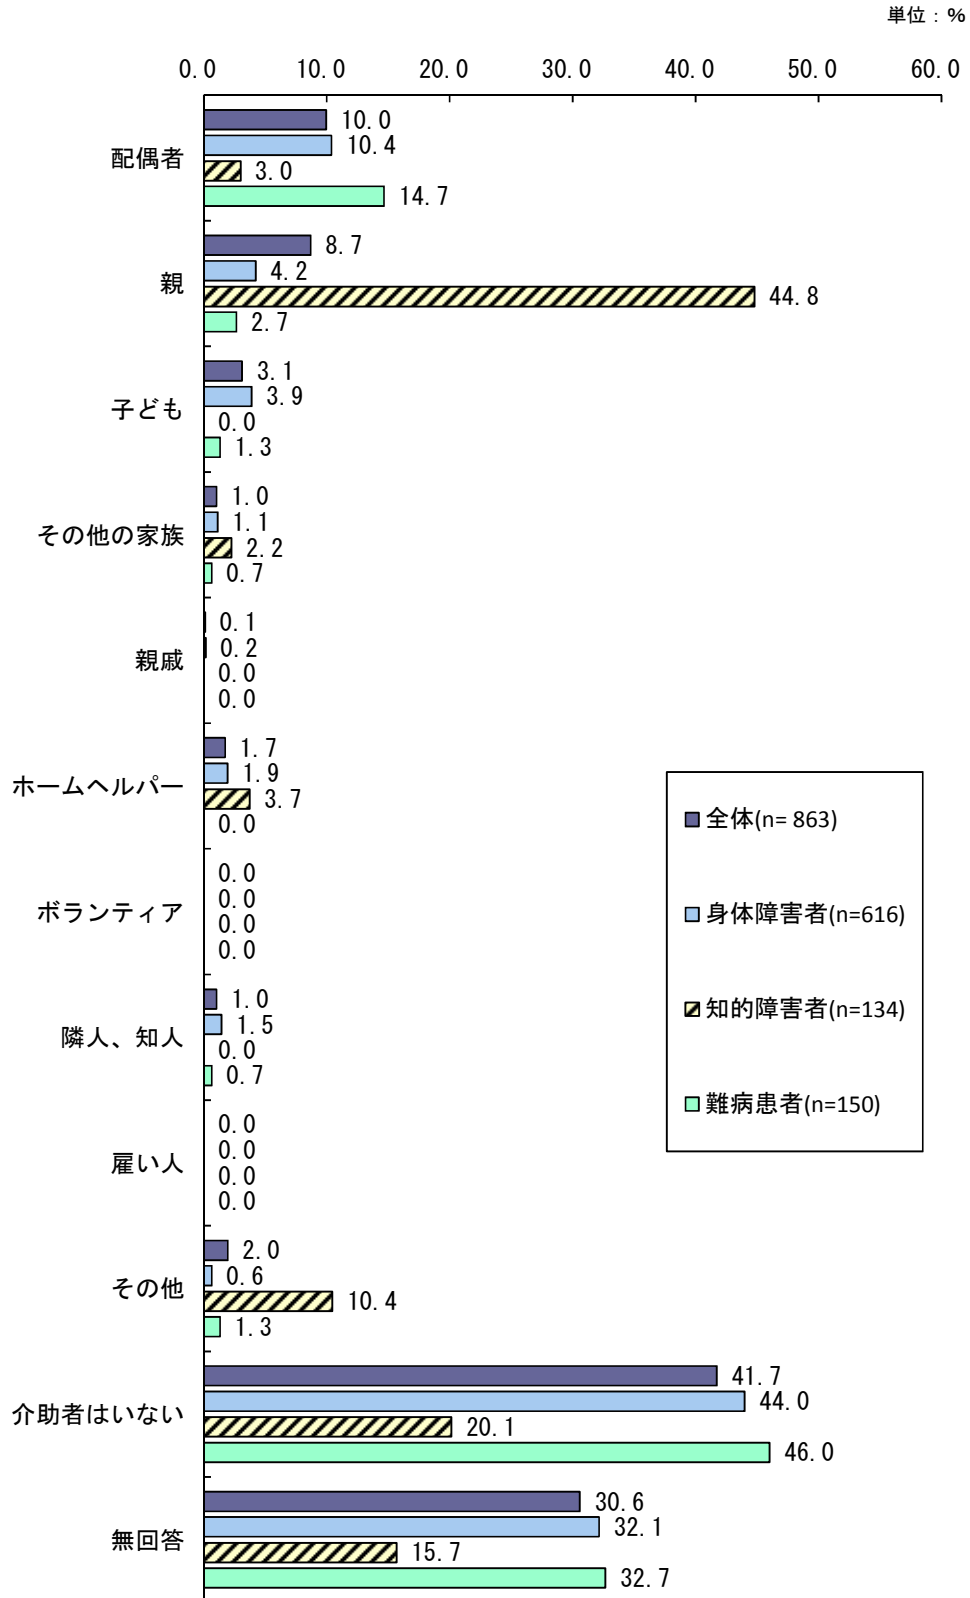 単位：%
0.0 10.0 20.0 30.0 40.0 50.0 60.0
配偶者
10.0
10.4
3.0
14.7
親
8.7
4.2
44.8
2.7
子ども
3.1
3.9
0.0
1.3
その他の家族
1.0
1.1
2.2
0.7
親戚
0.1
0.2
0.0
0.0
ホームヘルパー
1.7
1.9
3.7
0.0
ボランティア
0.0
0.0
0.0
0.0
隣人、知人
1.0
1.5
0.0
0.7
雇い人
0.0
0.0
0.0
0.0
その他
2.0
0.6
10.4
1.3
介助者はいない
41.7
44.0
20.1
46.0
無回答
30.6
32.1
15.7
32.7
全体(n= 863)
身体障害者(n=616)
知的障害者(n=134)
難病患者(n=150)